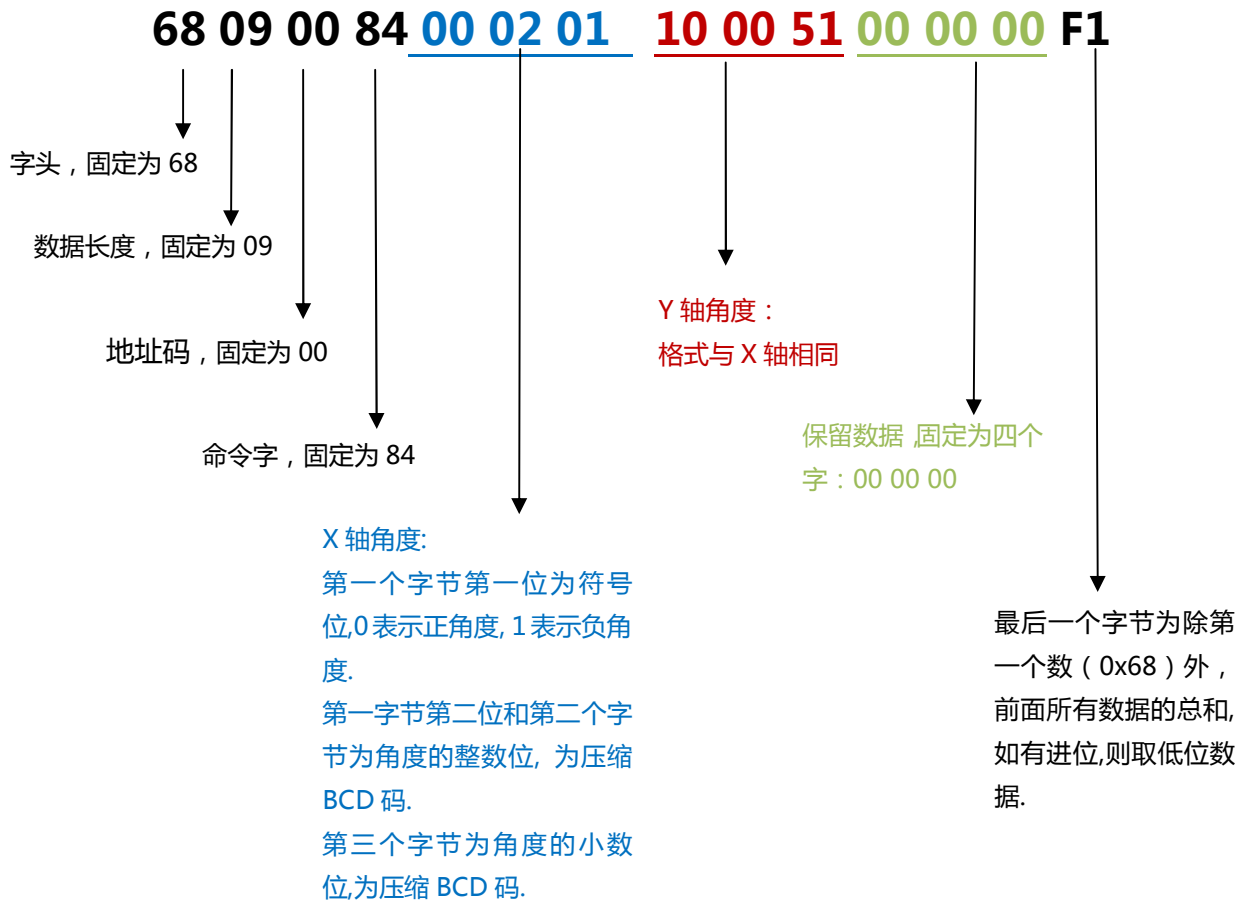 68 09 00 84 00 02 01 10 00 51 00 00 00 F1
字头，固定为 68
数据长度，固定为 09
地址码，固定为 00
命令字，固定为 84
X 轴角度:
第一个字节第一位为符号
位,0 表示正角度, 1 表示负角
度.
第一字节第二位和第二个字
节为角度的整数位, 为压缩
BCD 码.
第三个字节为角度的小数
位,为压缩 BCD 码.
Y 轴角度：
格式与 X 轴相同
保留数据 ,固定为四个
字：00 00 00
最后一个字节为除第
一个数（0x68）外，
前面所有数据的总和,
如有进位,则取低位数
据.